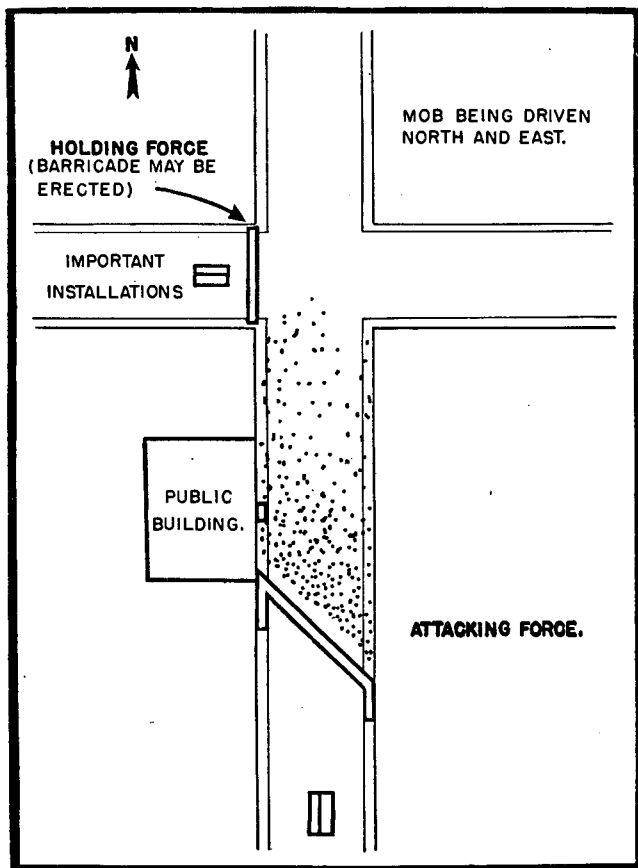 N
MOB BEING DRIVEN
NORTH AND EAST.
HOLDING FORCE
(BARRICADE MAY BE
ERECTED)
IMPORTANT
INSTALLATIONS
PUBLIC
BUILDING.
ATTACKING FORCE.